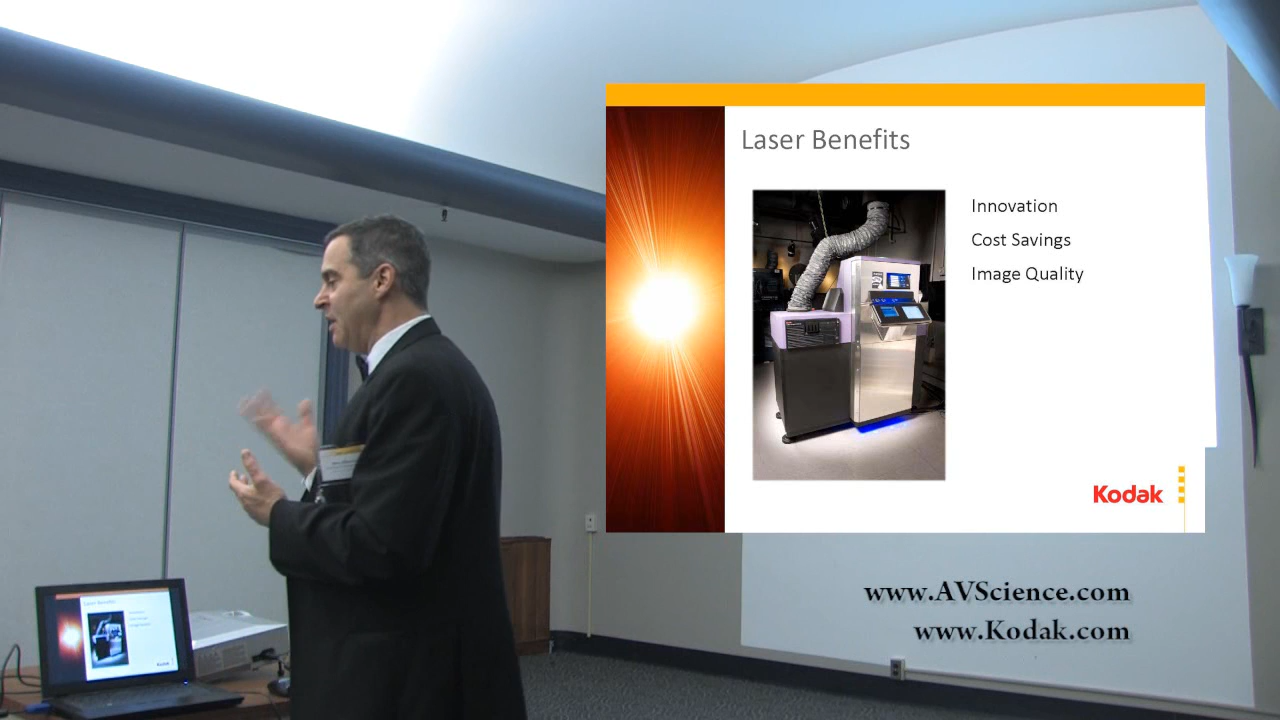 Laser Benefits
Innovation
Cost Savings
Image Quality
Kodak
www.AVScience.com
www.Kodak.com